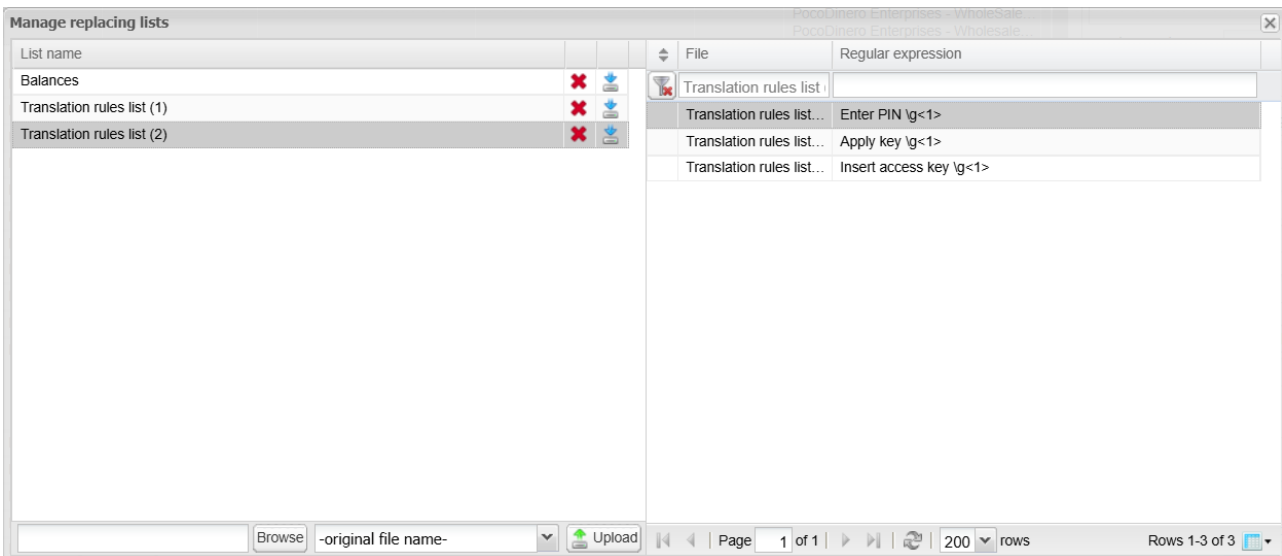 PocoDinero Enterprises - WholeSale...
PocoDinero Enterprises - Wholesale...
Manage replacing lists
List name
Balances
Translation rules list (1)
Translation rules list (2)
Browse -original file name- Upload
File Regular expression
Translation rules list
Translation rules list... Enter PIN \g<1>
Translation rules list... Apply key \g<1>
Translation rules list... Insert access key \g<1>
Page 1 of 1 200 rows Rows 1-3 of 3